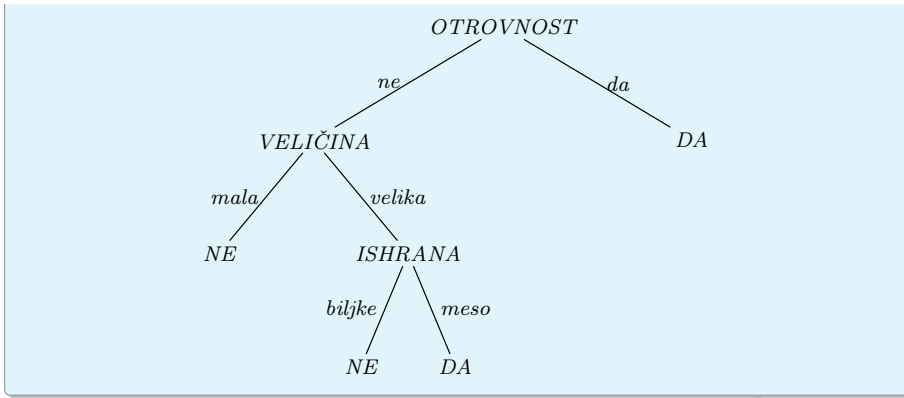 OTROVNOST
ne da
VELIČINA DA
mala velika
NE ISHRANA
biljke meso
NE DA